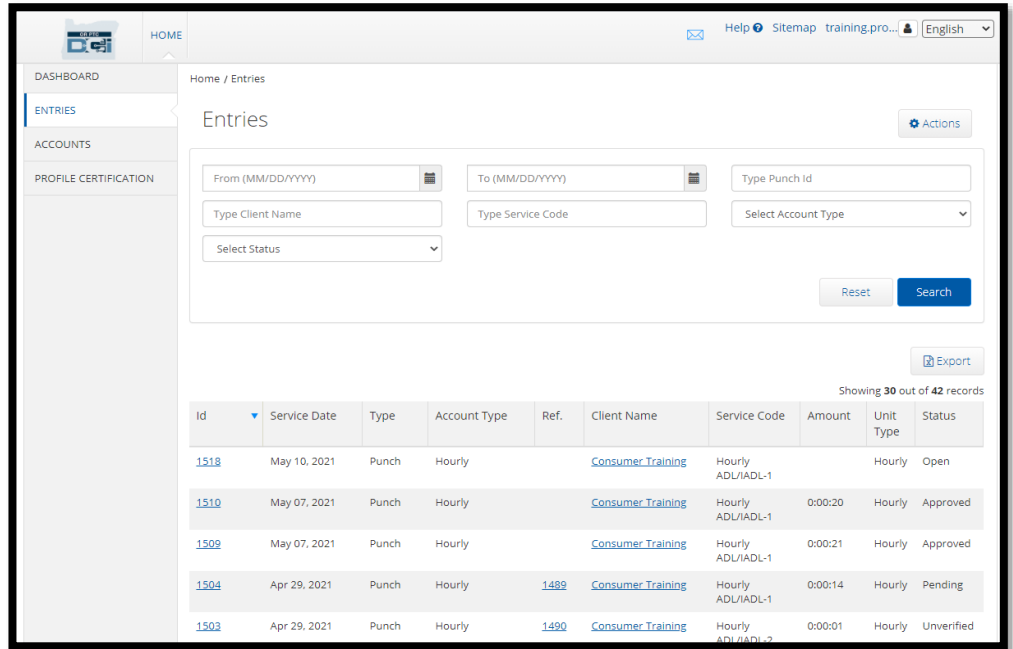 OR PTC
DCi
HOME
Help
Sitemap
training.pro...
English
DASHBOARD
ENTRIES
ACCOUNTS
PROFILE CERTIFICATION
Home / Entries
Entries
Actions
From (MM/DD/YYYY)
To (MM/DD/YYYY)
Type Punch Id
Type Client Name
Type Service Code
Select Account Type
Select Status
Reset
Search
Export
Showing 30 out of 42 records
Id Service Date Type Account Type Ref. Client Name Service Code Amount Unit Type Status
1518 May 10, 2021 Punch Hourly Consumer Training Hourly ADL/IADL-1 Hourly Open
1510 May 07, 2021 Punch Hourly Consumer Training Hourly ADL/IADL-1 0:00:20 Hourly Approved
1509 May 07, 2021 Punch Hourly Consumer Training Hourly ADL/IADL-1 0:00:21 Hourly Approved
1504 Apr 29, 2021 Punch Hourly 1489 Consumer Training Hourly ADL/IADL-1 0:00:14 Hourly Pending
1503 Apr 29, 2021 Punch Hourly 1490 Consumer Training Hourly ADL/IADL-2 0:00:01 Hourly Unverified